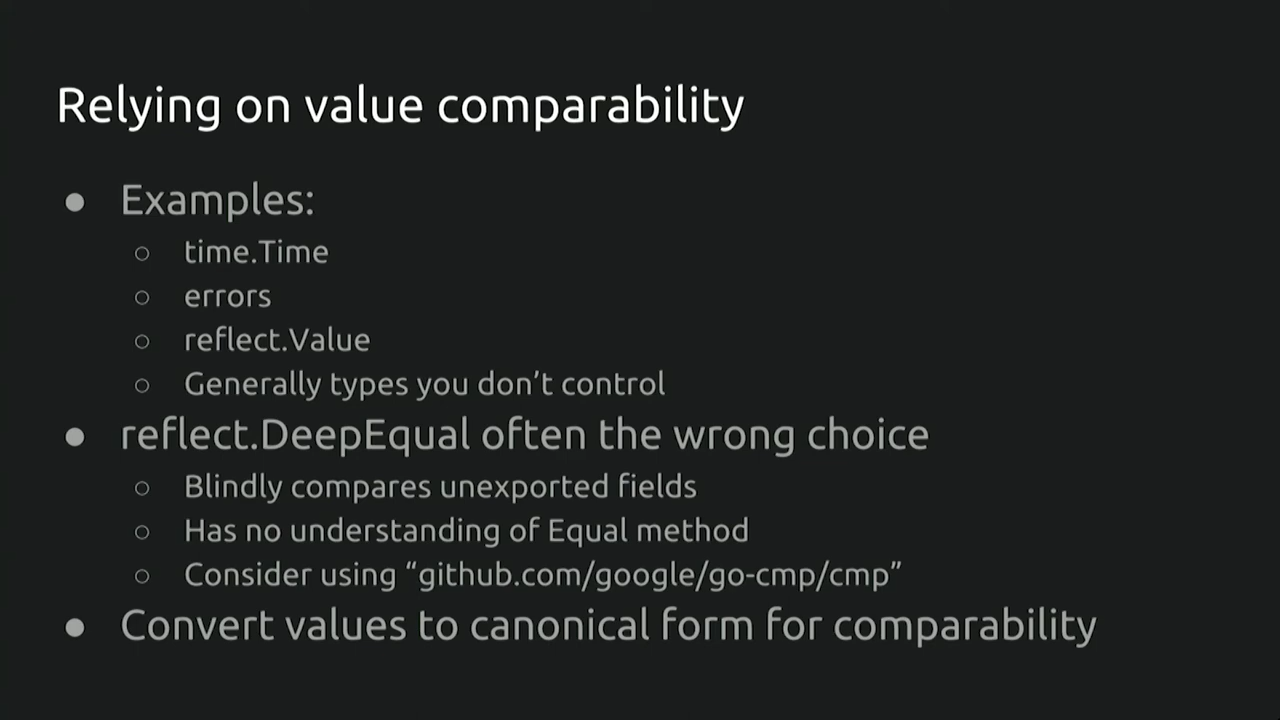 Relying on value comparability
● Examples:
○ time.Time
○ errors
○ reflect.Value
○ Generally types you don’t control
● reflect.DeepEqual often the wrong choice
○ Blindly compares unexported fields
○ Has no understanding of Equal method
○ Consider using “github.com/google/go-cmp/cmp”
● Convert values to canonical form for comparability